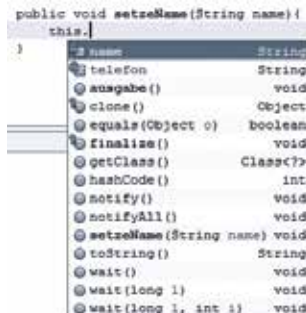 public void setzeName(String name){
this.
}
name String
telefon String
ausgabe() void
clone() Object
equals(Object o) boolean
finalize() void
getClass() Class<?>
hashCode() int
notify() void
notifyAll() void
setzeName(String name) void
toString() String
wait() void
wait(long l) void
wait(long l, int i) void